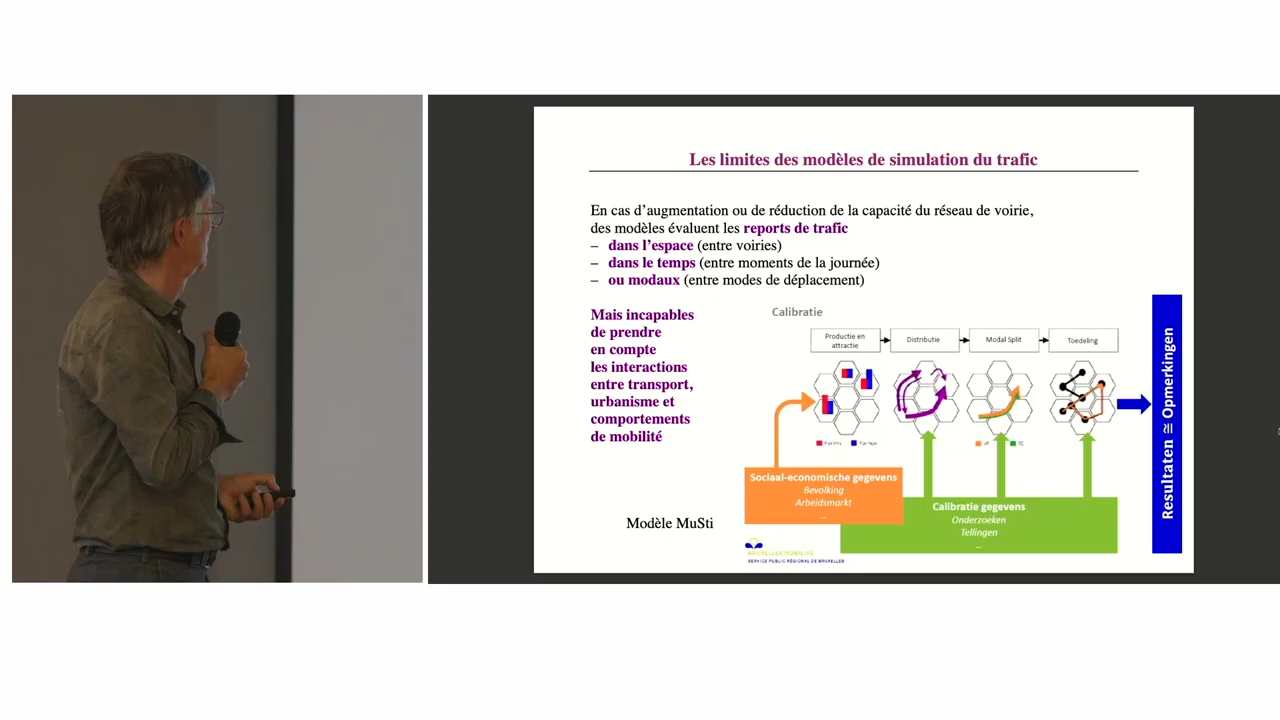 Les limites des modèles de simulation du trafic
En cas d’augmentation ou de réduction de la capacité du réseau de voirie,
des modèles évaluent les reports de trafic
– dans l’espace (entre voiries)
– dans le temps (entre moments de la journée)
– ou modaux (entre modes de déplacement)
Mais incapables
de prendre
en compte
les interactions
entre transport,
urbanisme et
comportements
de mobilité
Modèle MuSti
Calibratie
Productie en
attractie
Distributie
Modal Split
Toedeling
Sociaal-economische gegevens
Bevolking
Arbeidsmarkt
...
Calibratie gegevens
Onderzoeken
Tellingen
...
Resultaten ≅ Opmerkingen
BRUXELLES MOBILITÉ
SERVICE PUBLIC RÉGIONAL DE BRUXELLES